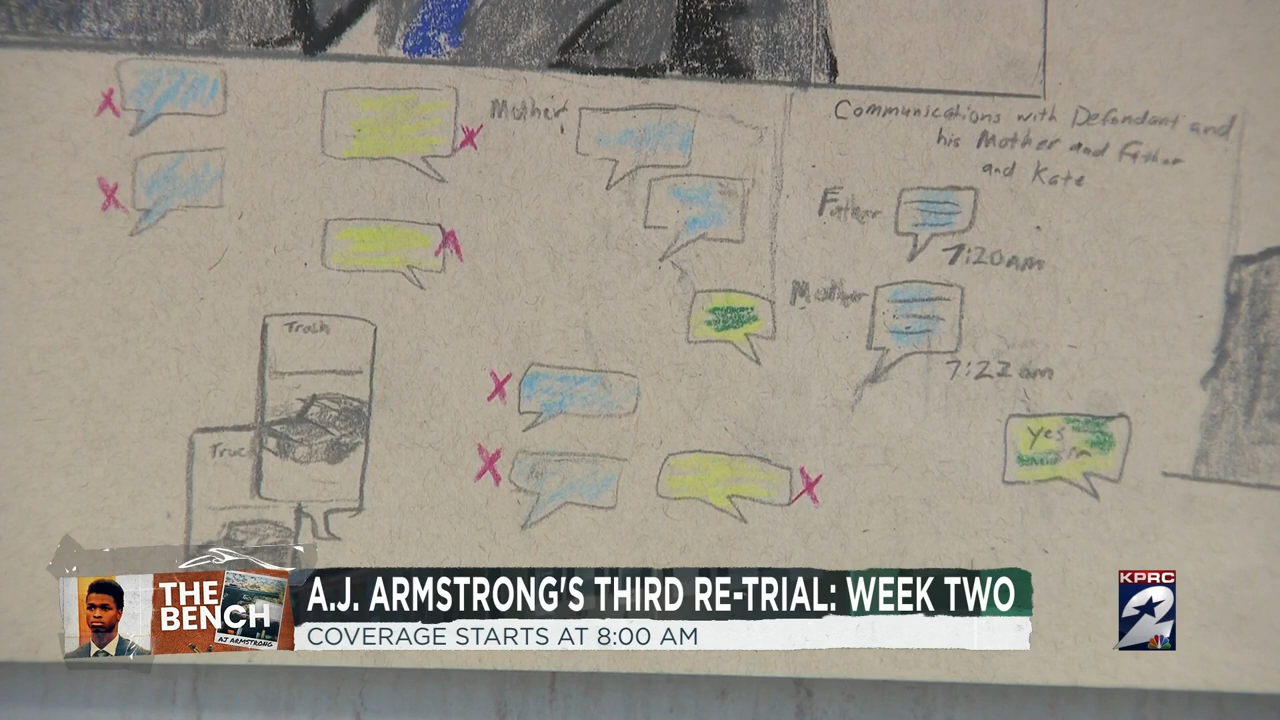 Mother
Communications with Defendant and
his Mother and Father
and Kate
Father
7:20am
Mother
7:22am
Trash
yes
THE
BENCH
AJ ARMSTRONG
A.J. ARMSTRONG'S THIRD RE-TRIAL: WEEK TWO
COVERAGE STARTS AT 8:00 AM
KPRC
2